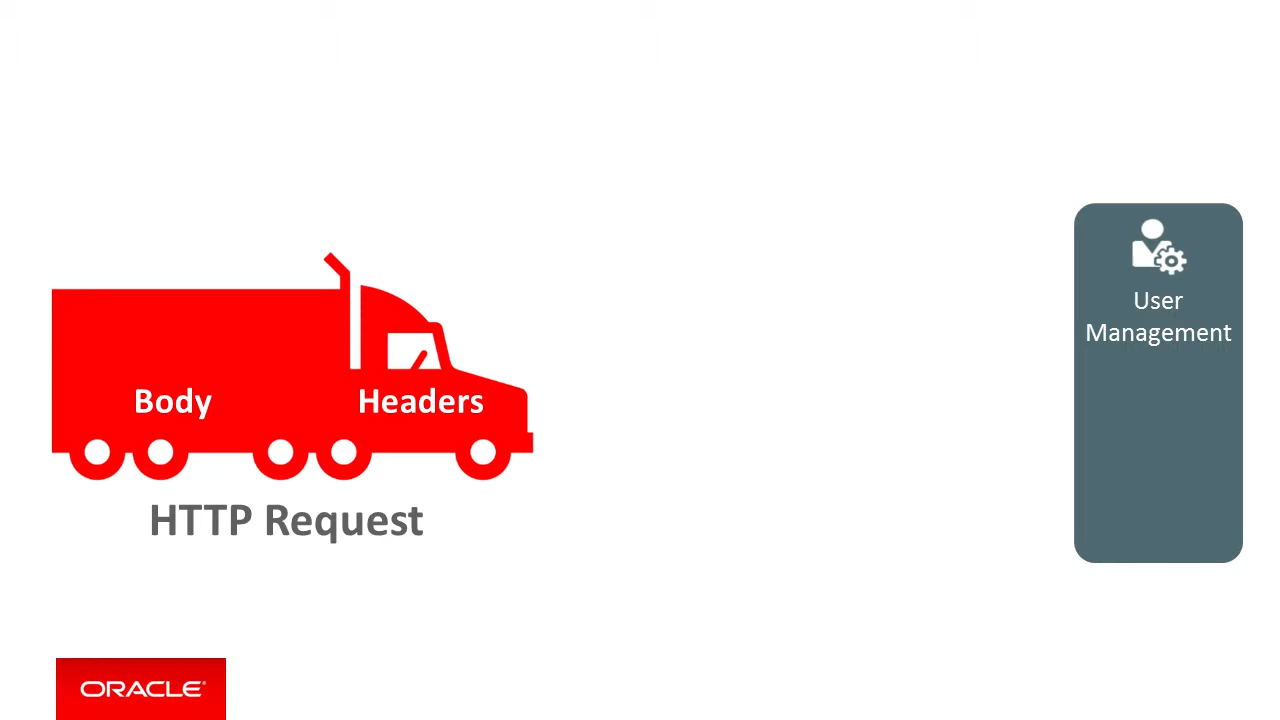 User
Management
Body
Headers
HTTP Request
ORACLE®